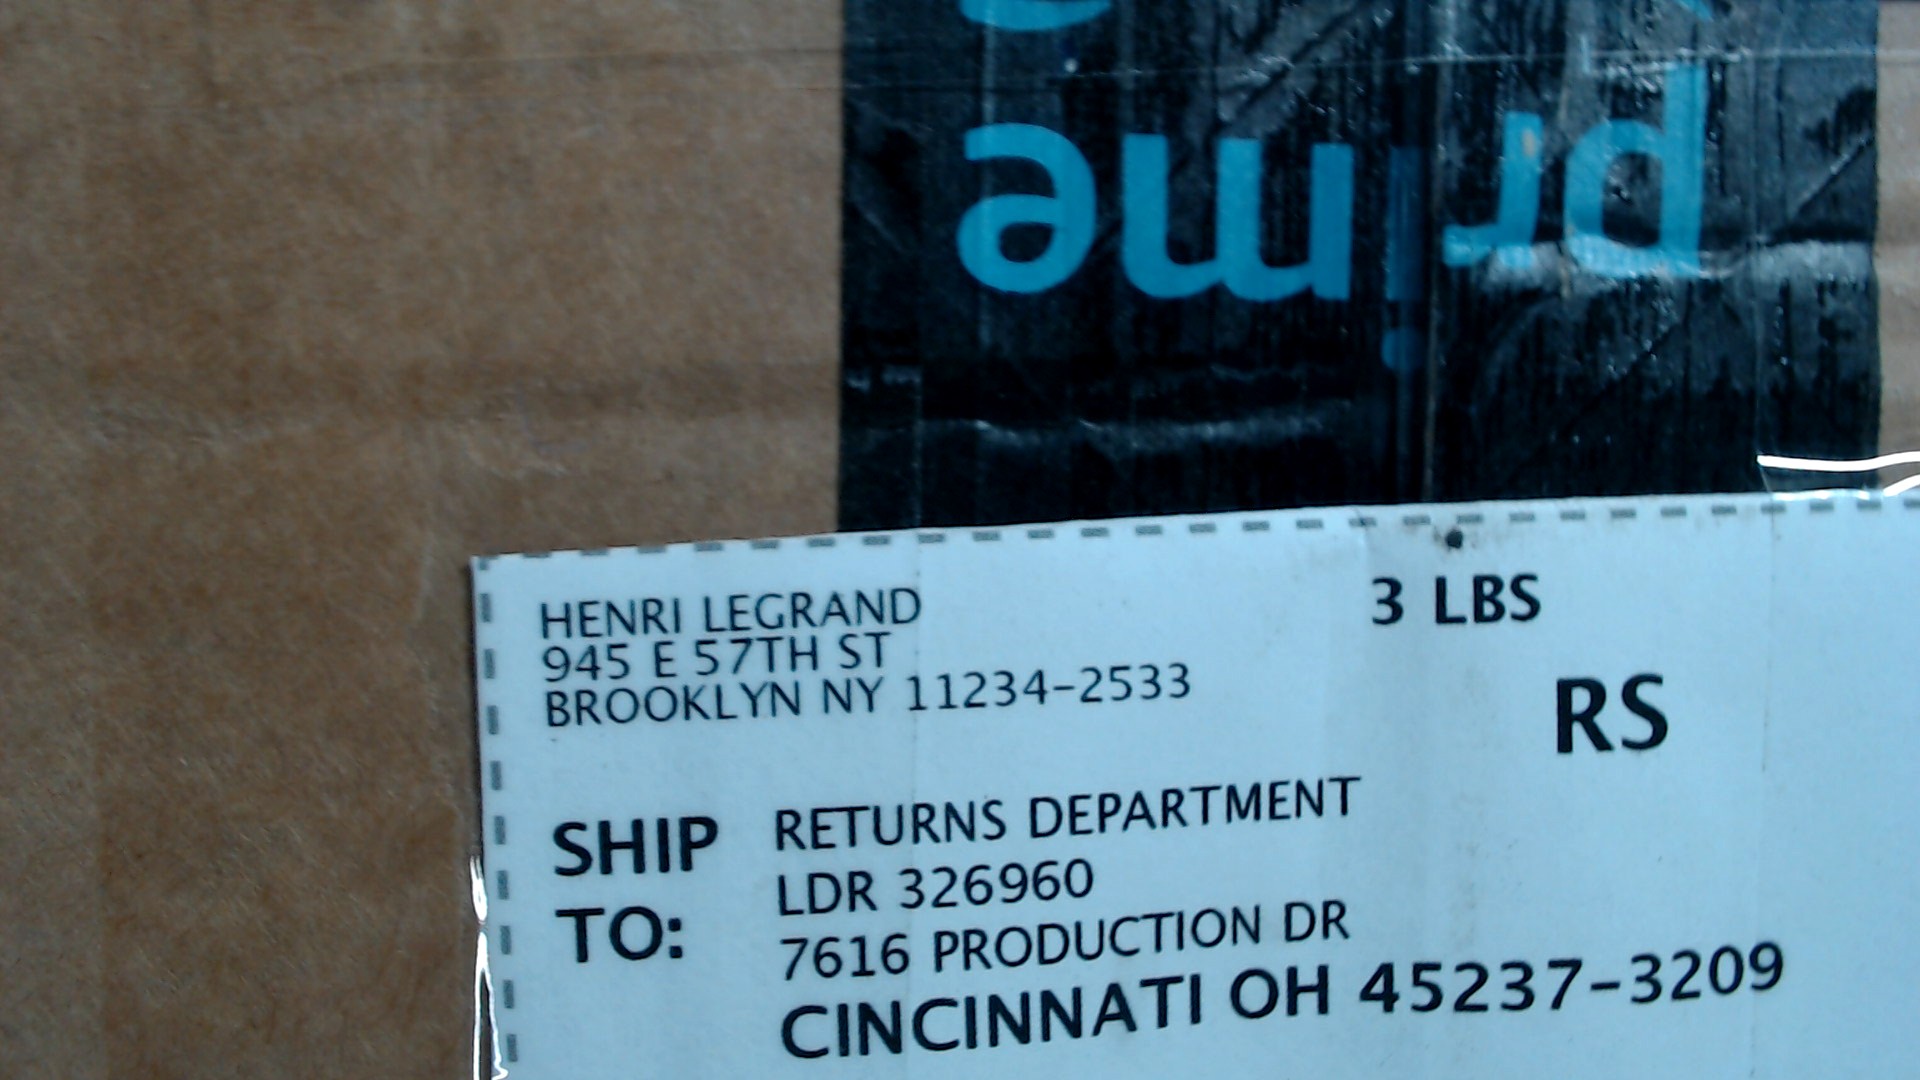 prime
HENRI LEGRAND
945 E 57TH ST
BROOKLYN NY 11234-2533
3 LBS
RS
SHIP TO:
RETURNS DEPARTMENT
LDR 326960
7616 PRODUCTION DR
CINCINNATI OH 45237-3209